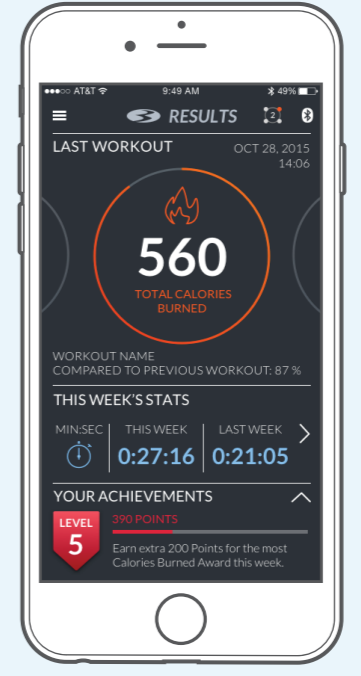 AT&T 9:49 AM 49%
RESULTS 2
LAST WORKOUT OCT 28, 2015
14:06
560
TOTAL CALORIES
BURNED
WORKOUT NAME
COMPARED TO PREVIOUS WORKOUT: 87 %
THIS WEEK'S STATS
MIN:SEC THIS WEEK LAST WEEK
0:27:16 0:21:05
YOUR ACHIEVEMENTS
LEVEL 390 POINTS
5
Earn extra 200 Points for the most
Calories Burned Award this week.